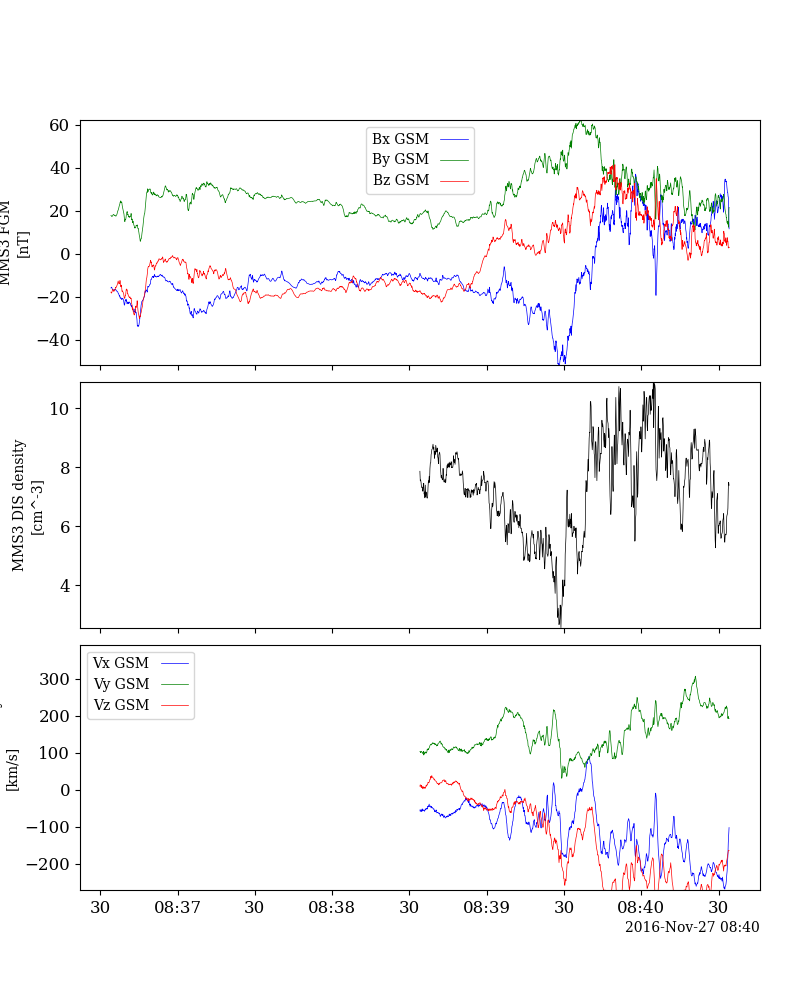 60
40
20
0
−20
−40
MMS3 FGM
[nT]
Bx GSM
By GSM
Bz GSM
10
8
6
4
MMS3 DIS density
[cm^-3]
300
200
100
0
−100
−200
[km/s]
Vx GSM
Vy GSM
Vz GSM
30 08:37 30 08:38 30 08:39 30 08:40 30
2016-Nov-27 08:40